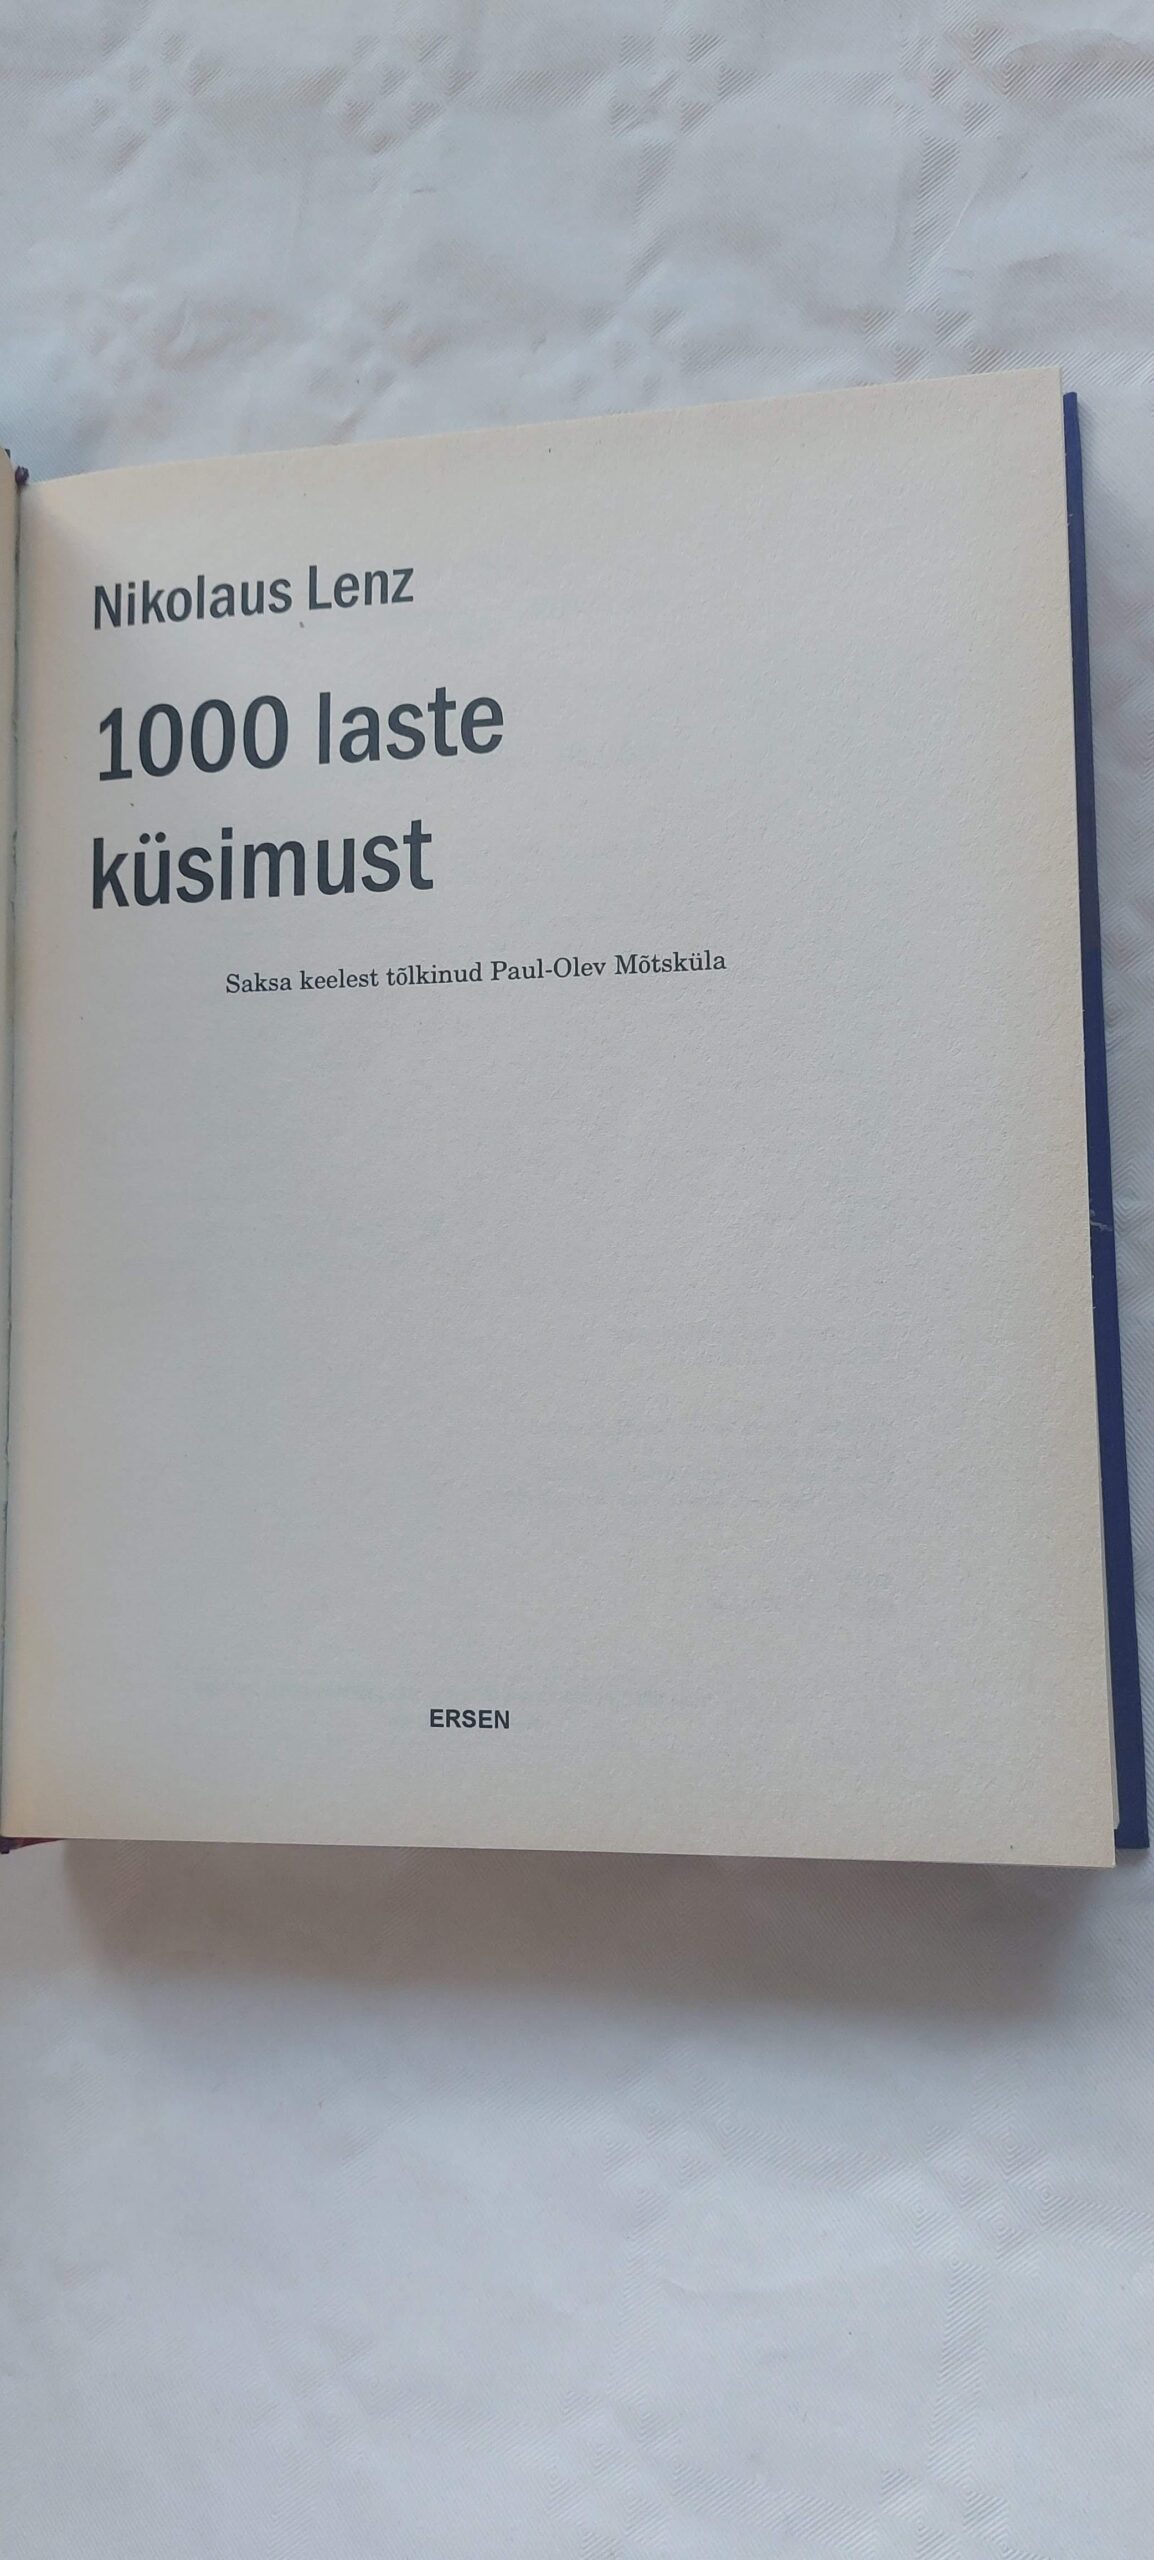 Nikolaus Lenz
1000 laste
küsimust
Saksa keelest tõlkinud Paul-Olev Mõtsküla
ERSEN